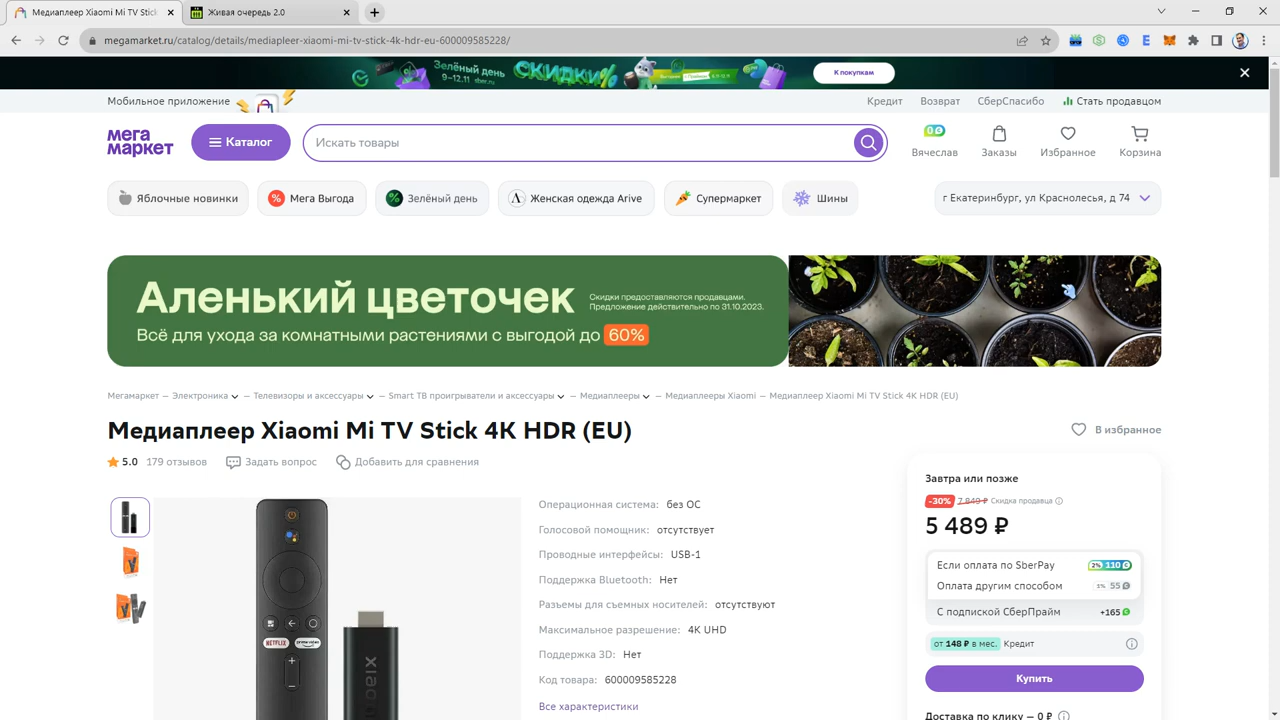 Медиаплеер Xiaomi Mi TV Stick
Живая очередь 2.0
megamarket.ru/catalog/details/mediapleer-xiaomi-mi-tv-stick-4k-hdr-eu-600009585228/
Зелёный день
9–12.11 sber.ru
СКИДКИ%
К покупкам
Мобильное приложение
Кредит
Возврат
СберСпасибо
Стать продавцом
мега маркет
Каталог
Искать товары
0
Вячеслав
Заказы
Избранное
Корзина
Яблочные новинки
Мега Выгода
Зелёный день
Женская одежда Arive
Супермаркет
Шины
г Екатеринбург, ул Краснолесья, д 74
Аленький цветочек
Скидки предоставляются продавцами.
Предложение действительно по 31.10.2023.
Всё для ухода за комнатными растениями с выгодой до 60%
Мегамаркет – Электроника – Телевизоры и аксессуары – Smart ТВ проигрыватели и аксессуары – Медиаплееры – Медиаплееры Xiaomi – Медиаплеер Xiaomi Mi TV Stick 4K HDR (EU)
Медиаплеер Xiaomi Mi TV Stick 4K HDR (EU)
В избранное
5.0 179 отзывов
Задать вопрос
Добавить для сравнения
NETFLIX
prime video
Операционная система: без ОС
Голосовой помощник: отсутствует
Проводные интерфейсы: USB-1
Поддержка Bluetooth: Нет
Разъемы для съемных носителей: отсутствуют
Максимальное разрешение: 4K UHD
Поддержка 3D: Нет
Код товара: 600009585228
Все характеристики
Завтра или позже
-30% 7 849 ₽ Скидка продавца
5 489 ₽
Если оплата по SberPay 2% 110
Оплата другим способом 1% 55
С подпиской СберПрайм +165
от 148 ₽ в мес. Кредит
Купить
Доставка по клику — 0 ₽